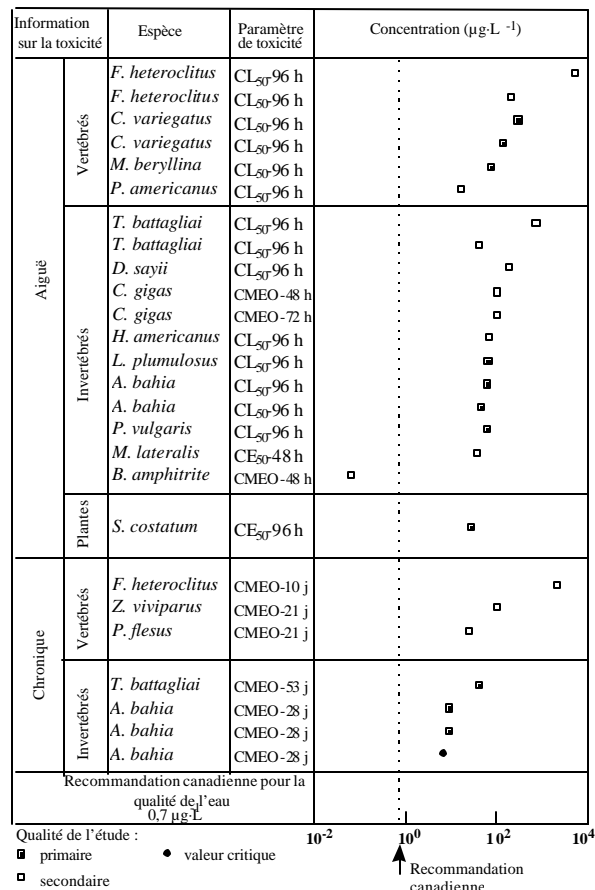 Information sur la toxicité
Espèce
Paramètre de toxicité
Concentration (µg·L -1)
Aiguë
Vertébrés
F. heteroclitus CL50-96 h
F. heteroclitus CL50-96 h
C. variegatus CL50-96 h
C. variegatus CL50-96 h
M. beryllina CL50-96 h
P. americanus CL50-96 h
Invertébrés
T. battagliai CL50-96 h
T. battagliai CL50-96 h
D. sayii CL50-96 h
C. gigas CMEO-48 h
C. gigas CMEO-72 h
H. americanus CL50-96 h
L. plumulosus CL50-96 h
A. bahia CL50-96 h
A. bahia CL50-96 h
P. vulgaris CL50-96 h
M. lateralis CE50-48 h
B. amphitrite CMEO-48 h
Plantes
S. costatum CE50-96 h
Chronique
Vertébrés
F. heteroclitus CMEO-10 j
Z. viviparus CMEO-21 j
P. flesus CMEO-21 j
Invertébrés
T. battagliai CMEO-53 j
A. bahia CMEO-28 j
A. bahia CMEO-28 j
A. bahia CMEO-28 j
Recommandation canadienne pour la
qualité de l'eau
0,7 µg·L
Qualité de l'étude :
10-2 100 102 104
primaire
valeur critique
secondaire
Recommandation
canadienne